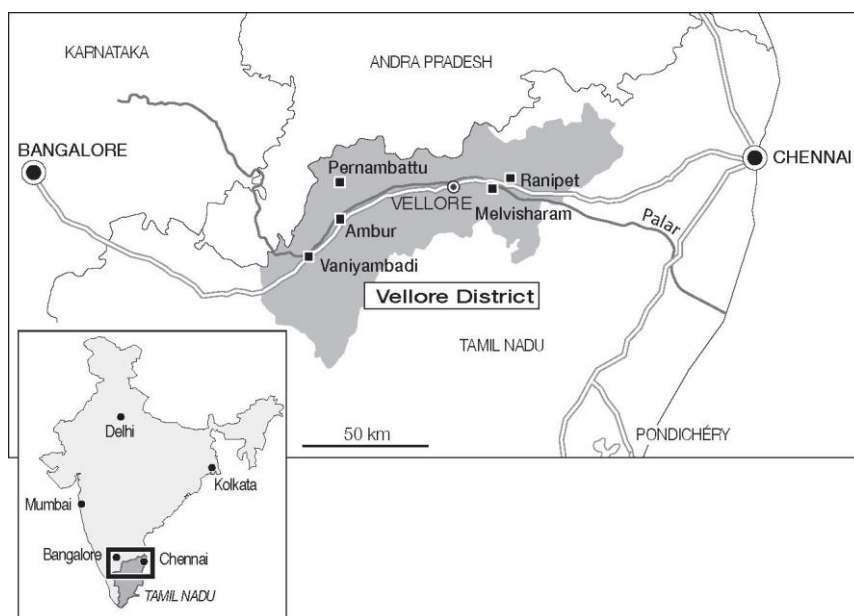 KARNATAKA
ANDRA PRADESH
BANGALORE
CHENNAI
Pernambattu
Ranipet
VELLORE
Melvisharam
Palar
Ambur
Vaniyambadi
Vellore District
TAMIL NADU
50 km
PONDICHÉRY
Delhi
Kolkata
Mumbai
Bangalore
Chennai
TAMIL NADU